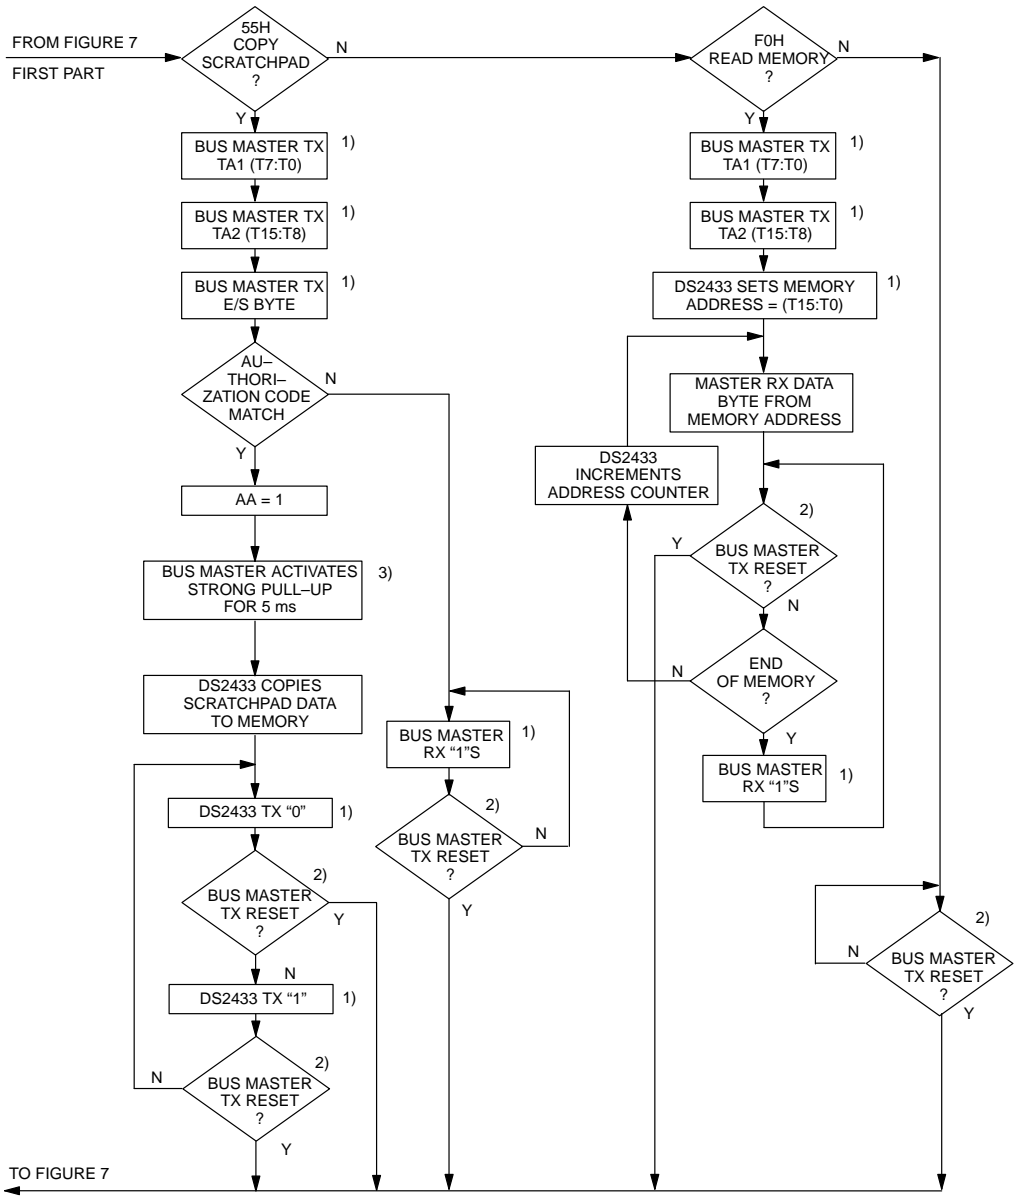 FROM FIGURE 7
FIRST PART
55H
COPY
SCRATCHPAD
?
N
Y
BUS MASTER TX
TA1 (T7:T0)
1)
BUS MASTER TX
TA2 (T15:T8)
1)
BUS MASTER TX
E/S BYTE
1)
AU–
THORI–
ZATION CODE
MATCH
N
Y
AA = 1
BUS MASTER ACTIVATES
STRONG PULL–UP
FOR 5 ms
3)
DS2433 COPIES
SCRATCHPAD DATA
TO MEMORY
DS2433 TX “0”
1)
2)
BUS MASTER
TX RESET
?
Y
N
DS2433 TX “1”
1)
2)
BUS MASTER
TX RESET
?
N
Y
BUS MASTER
RX “1”S
1)
2)
BUS MASTER
TX RESET
?
N
Y
F0H
READ MEMORY
?
N
Y
BUS MASTER TX
TA1 (T7:T0)
1)
BUS MASTER TX
TA2 (T15:T8)
1)
DS2433 SETS MEMORY
ADDRESS = (T15:T0)
1)
MASTER RX DATA
BYTE FROM
MEMORY ADDRESS
DS2433
INCREMENTS
ADDRESS COUNTER
2)
BUS MASTER
TX RESET
?
Y
N
END
OF MEMORY
?
N
Y
BUS MASTER
RX “1”S
1)
2)
BUS MASTER
TX RESET
?
N
Y
TO FIGURE 7